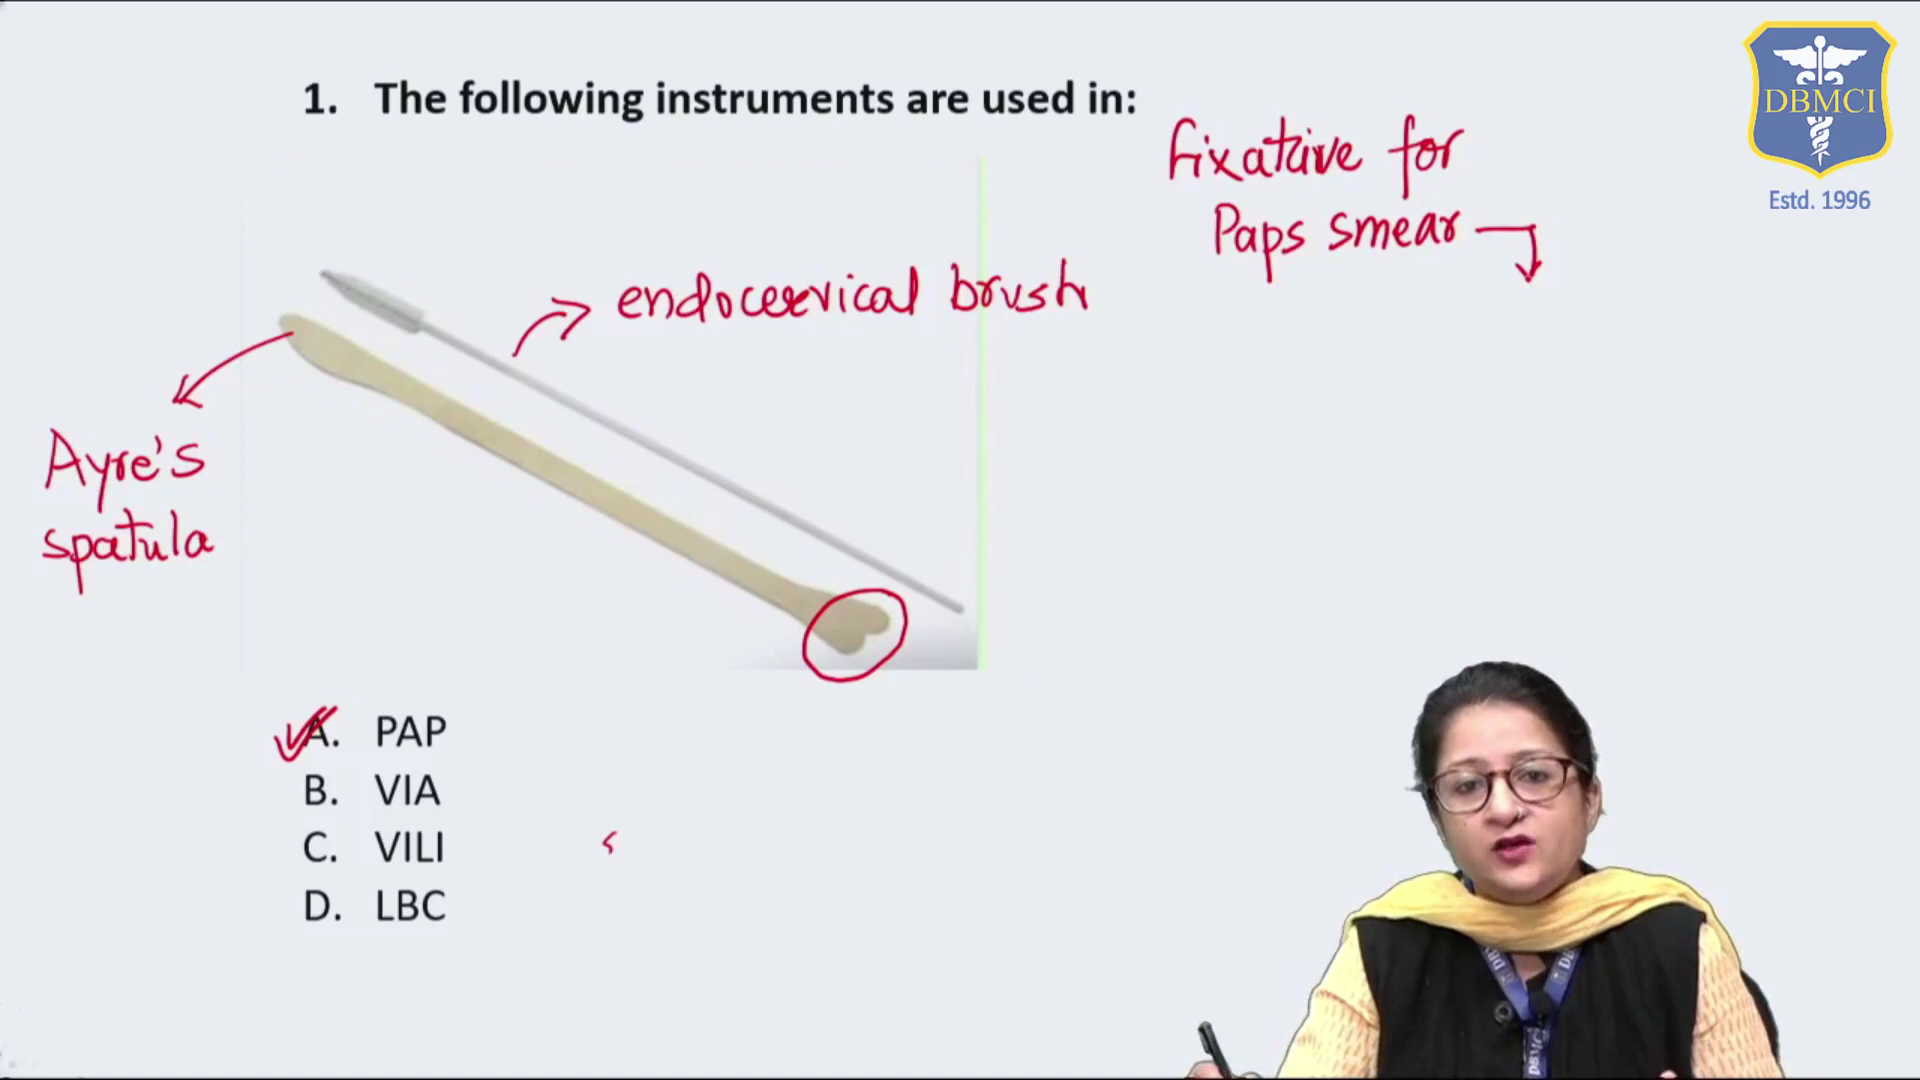 1. The following instruments are used in:
DBMCI
Estd. 1996
fixative for
Paps smear
endocervical brush
Ayre's
spatula
A. PAP
B. VIA
C. VILI
D. LBC